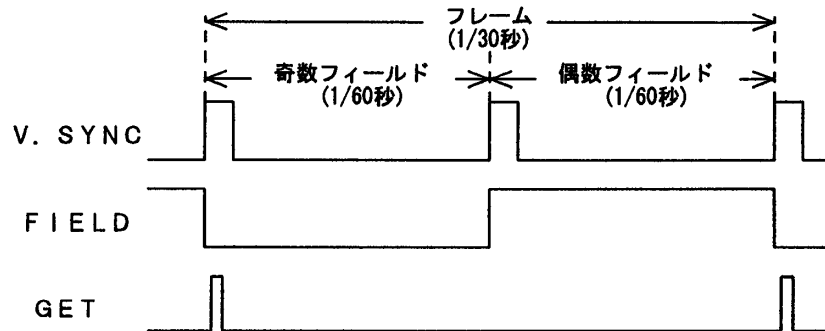 フレーム
(1/30秒)
奇数フィールド
(1/60秒)
偶数フィールド
(1/60秒)
V. SYNC
FIELD
GET